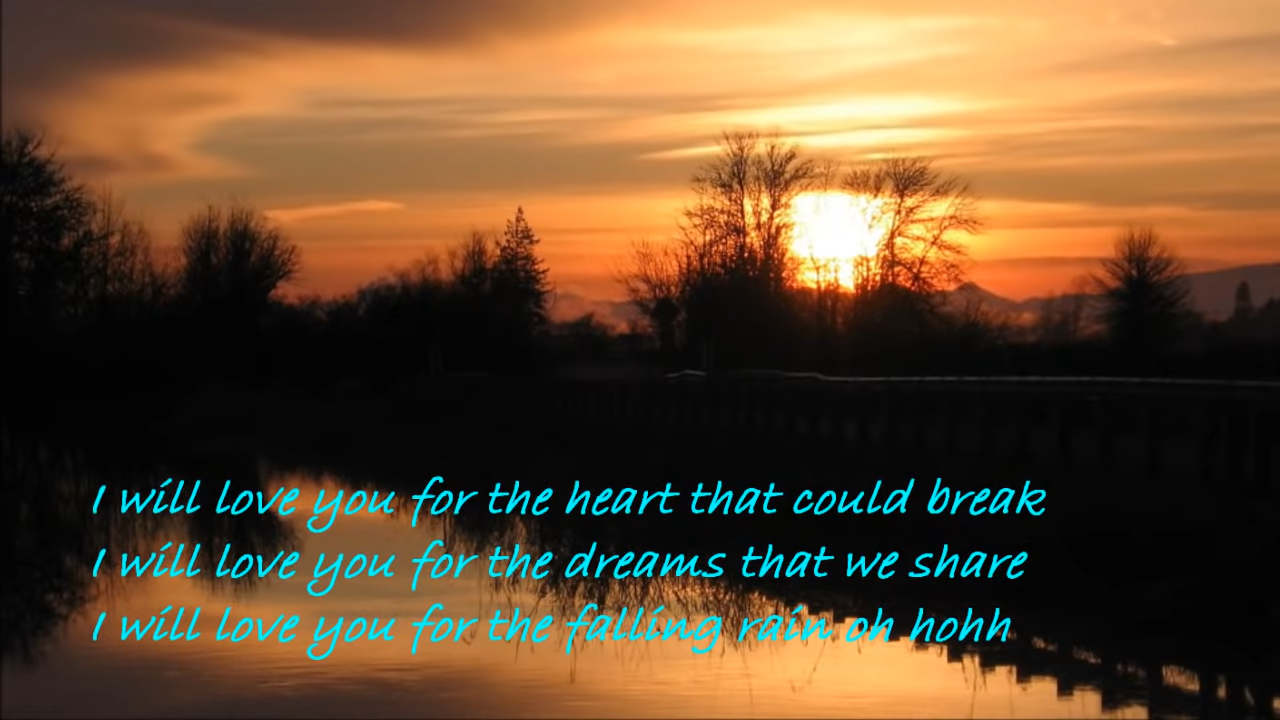 I will love you for the heart that could break
I will love you for the dreams that we share
I will love you for the falling rain oh hohh